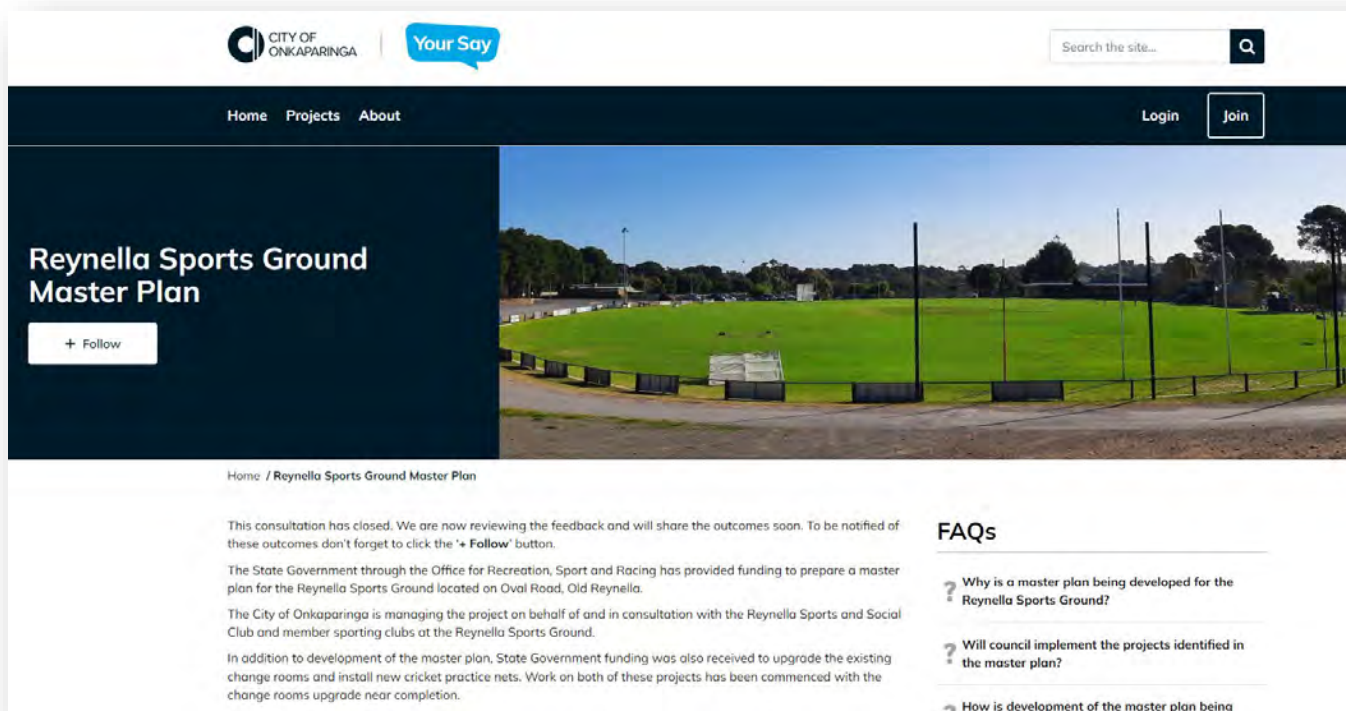 CITY OF
ONKAPARINGA
Your Say
Search the site...
Home Projects About
Login Join
Reynella Sports Ground
Master Plan
+ Follow
Home / Reynella Sports Ground Master Plan
This consultation has closed. We are now reviewing the feedback and will share the outcomes soon. To be notified of
these outcomes don't forget to click the '+ Follow' button.
The State Government through the Office for Recreation, Sport and Racing has provided funding to prepare a master
plan for the Reynella Sports Ground located on Oval Road, Old Reynella.
The City of Onkaparinga is managing the project on behalf of and in consultation with the Reynella Sports and Social
Club and member sporting clubs at the Reynella Sports Ground.
In addition to development of the master plan, State Government funding was also received to upgrade the existing
change rooms and install new cricket practice nets. Work on both of these projects has been commenced with the
change rooms upgrade near completion.
FAQs
? Why is a master plan being developed for the
Reynella Sports Ground?
? Will council implement the projects identified in
the master plan?
? How is development of the master plan being